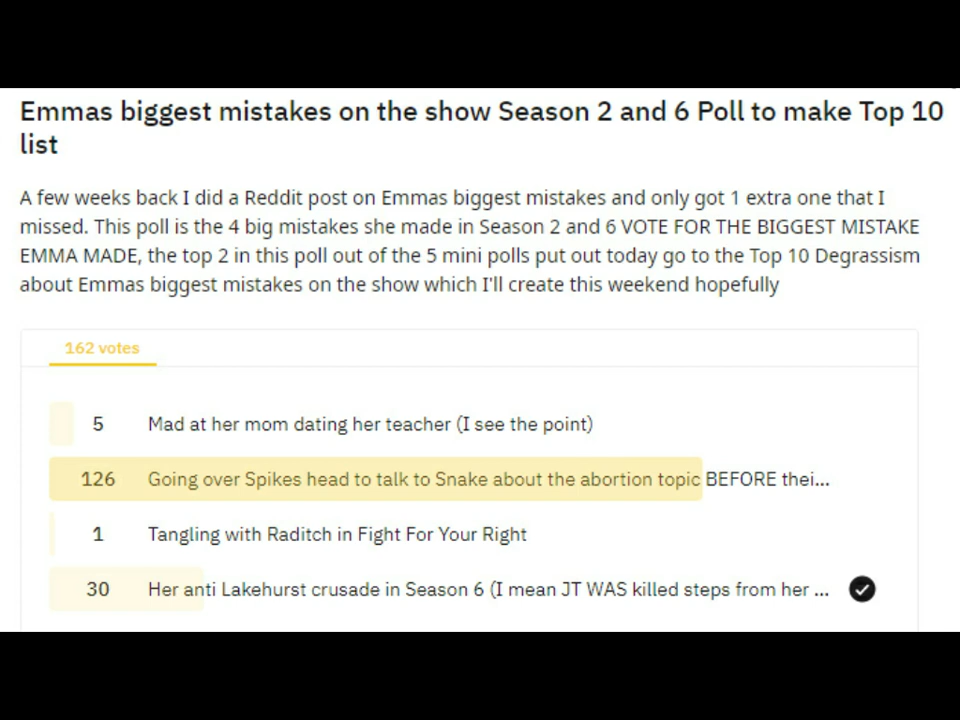 Emmas biggest mistakes on the show Season 2 and 6 Poll to make Top 10
list
A few weeks back I did a Reddit post on Emmas biggest mistakes and only got 1 extra one that I
missed. This poll is the 4 big mistakes she made in Season 2 and 6 VOTE FOR THE BIGGEST MISTAKE
EMMA MADE, the top 2 in this poll out of the 5 mini polls put out today go to the Top 10 Degrassism
about Emmas biggest mistakes on the show which I'll create this weekend hopefully
162 votes
5 Mad at her mom dating her teacher (I see the point)
126 Going over Spikes head to talk to Snake about the abortion topic BEFORE thei...
1 Tangling with Raditch in Fight For Your Right
30 Her anti Lakehurst crusade in Season 6 (I mean JT WAS killed steps from her ...